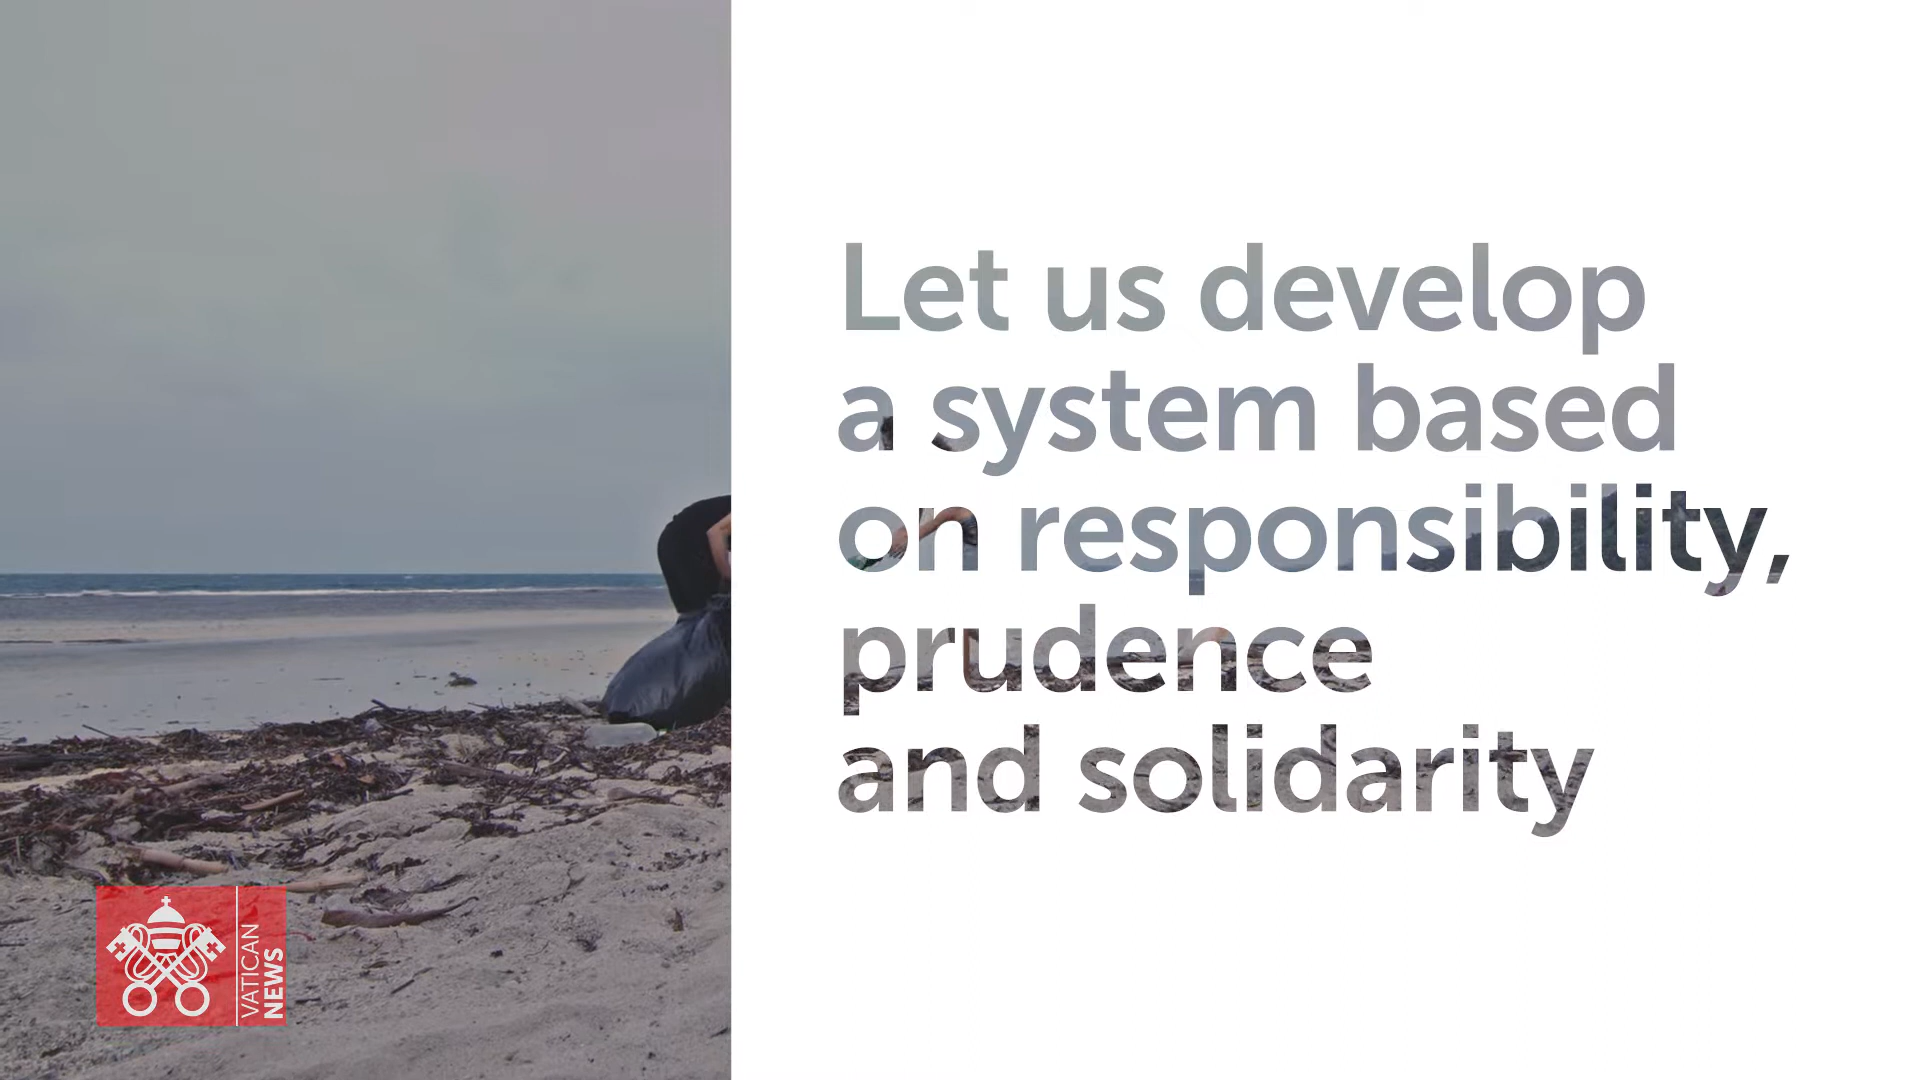 Let us develop
a system based
on responsibility,
prudence
and solidarity
VATICAN
NEWS